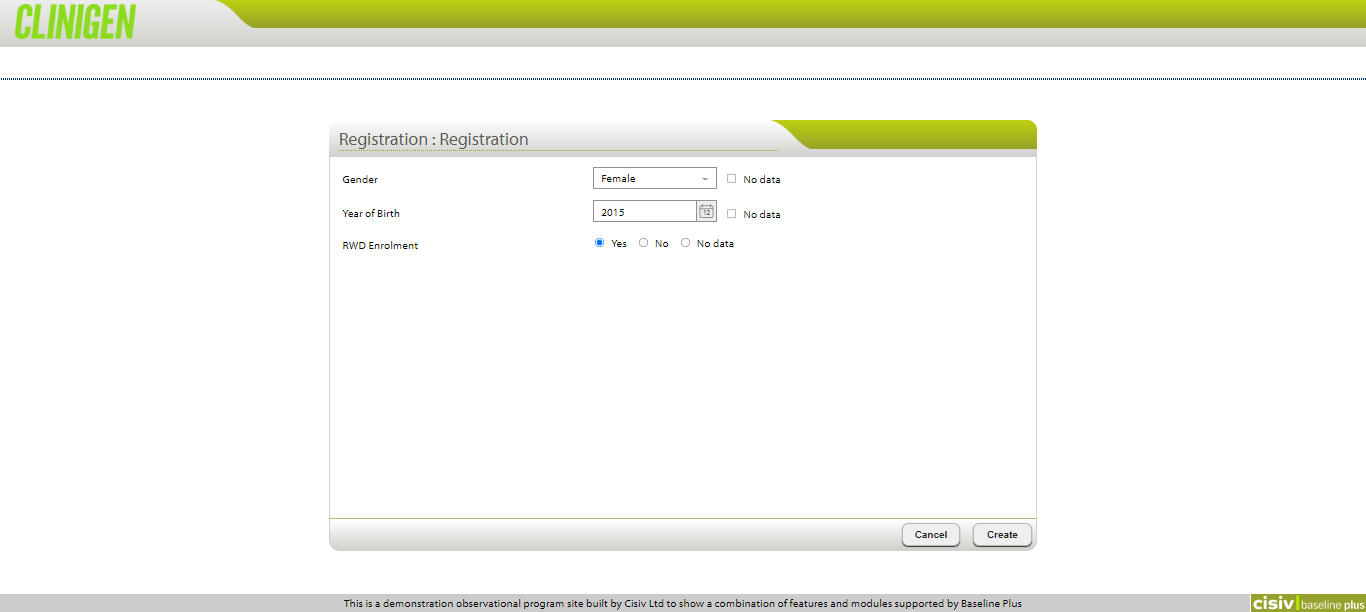 CLINIGEN
Registration : Registration
Gender Female No data
Year of Birth 2015 12 No data
RWD Enrolment Yes No No data
Cancel Create
This is a demonstration observational program site built by Cisiv Ltd to show a combination of features and modules supported by Baseline Plus
cisiv baseline plus